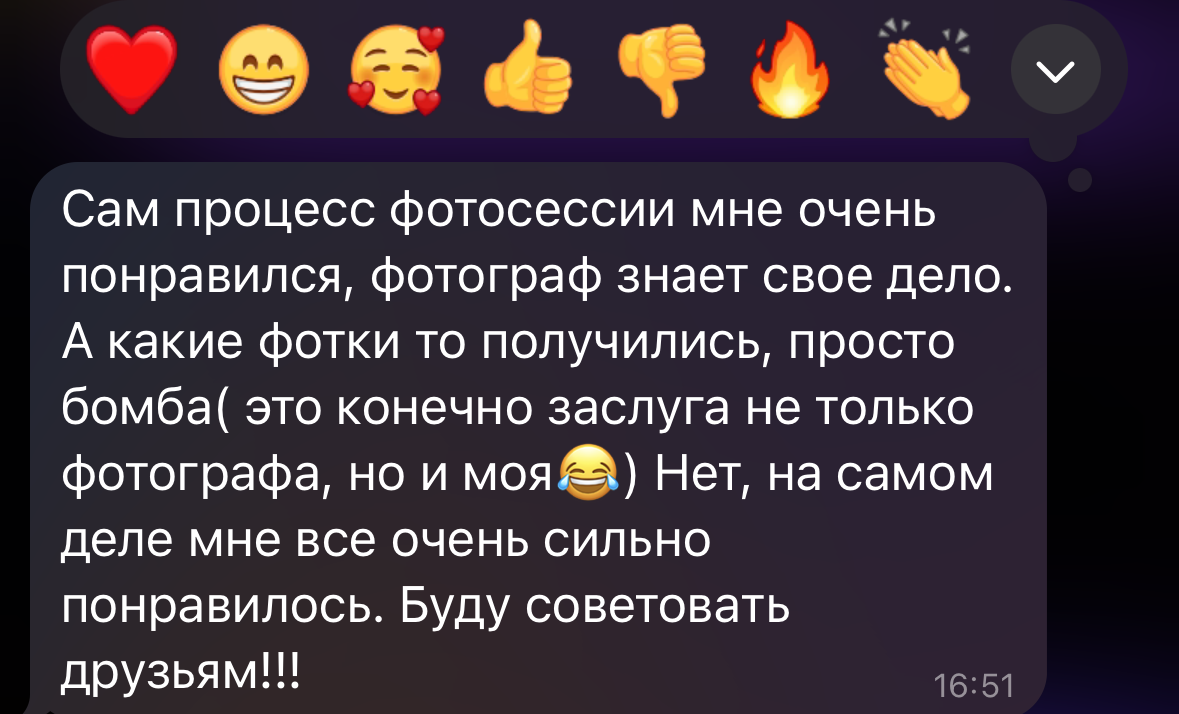 Сам процесс фотосессии мне очень
понравился, фотограф знает свое дело.
А какие фотки то получились, просто
бомба( это конечно заслуга не только
фотографа, но и моя😂) Нет, на самом
деле мне все очень сильно
понравилось. Буду советовать
друзьям!!!
16:51